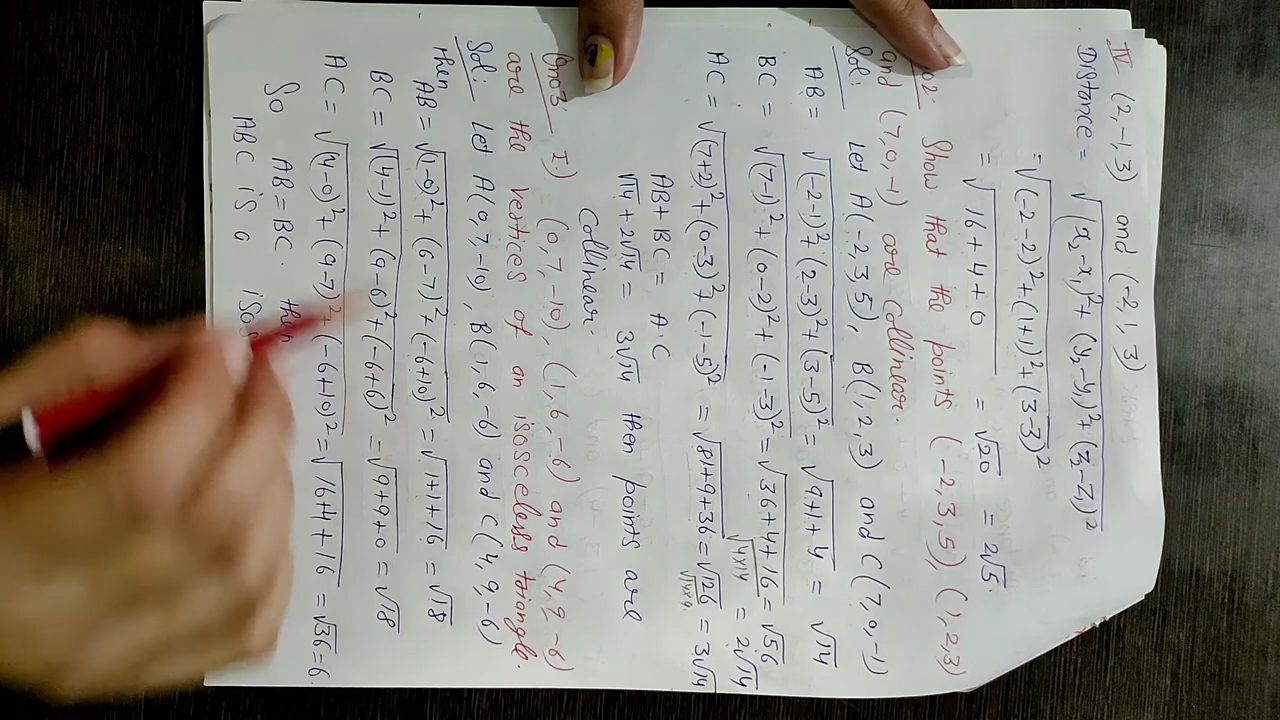 IV (2, -1, 3) and (-2, 1, 3)
Distance = √(x₂-x₁)² + (y₂-y₁)² + (z₂-z₁)²
= √(-2-2)² + (1+1)² + (3-3)²
= √16+4+0 = √20 = 2√5.
o2- Show that the points (-2,3,5), (1,2,3)
and (7,0,-1) are Collinear.
Sol: Let A(-2,3,5), B(1,2,3) and C(7,0,-1)
AB = √(-2-1)² + (2-3)² + (3-5)² = √9+1+4 = √14
BC = √(7-1)² + (0-2)² + (-1-3)² = √36+4+16 = √56
√4x14 = 2√14
AC = √(7+2)² + (0-3)² + (-1-5)² = √81+9+36 = √126 = 3√14
√14x9
AB + BC = AC
√14 + 2√14 = 3√14 then points are
Collinear.
Qno3- I.) (0,7,-10), (1,6,-6) and (4,9,-6)
are the vertices of an isosceless triangle.
Sol: Let A(0,7,-10), B(1,6,-6) and C(4,9,-6)
then
AB = √(1-0)² + (6-7)² + (-6+10)² = √1+1+16 = √18
BC = √(4-1)² + (9-6)² + (-6+6)² = √9+9+0 = √18
AC = √(4-0)² + (9-7)² + (-6+10)² = √16+4+16 = √36 = 6
So AB = BC. then
ABC is a isos